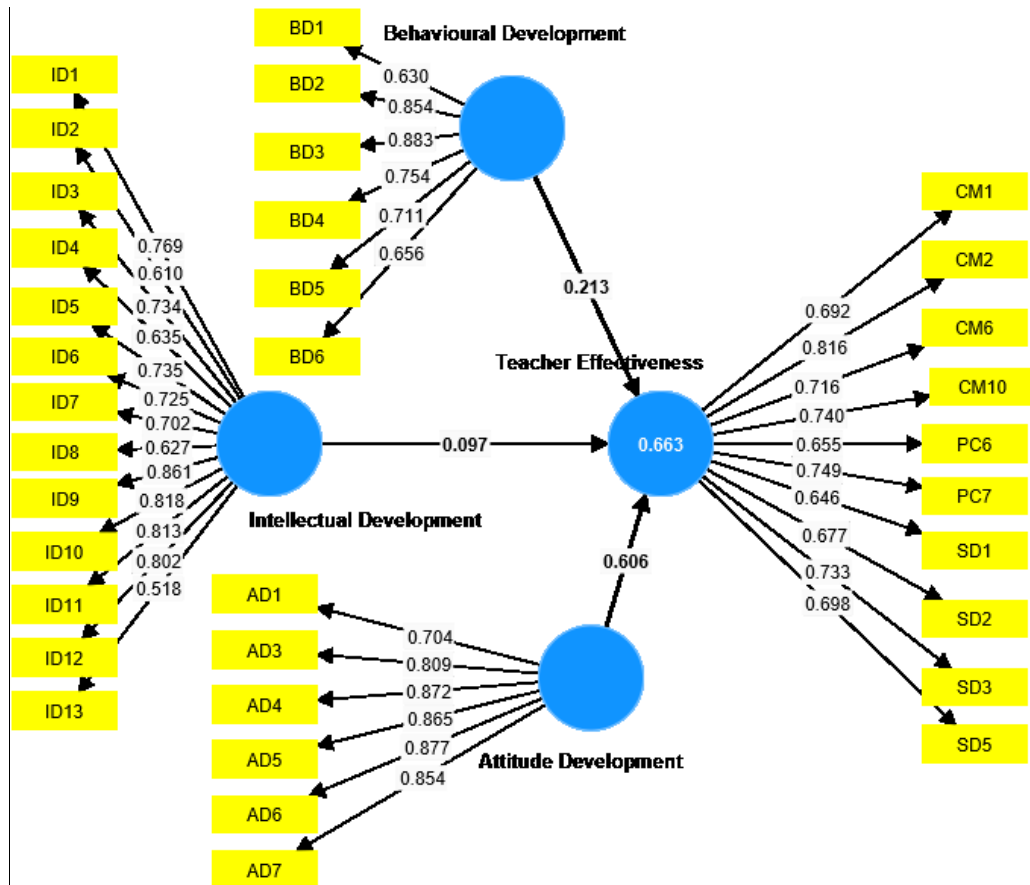 Behavioural Development
BD1
BD2
BD3
BD4
BD5
BD6
0.630
0.854
0.883
0.754
0.711
0.656
ID1
ID2
ID3
ID4
ID5
ID6
ID7
ID8
ID9
ID10
ID11
ID12
ID13
0.769
0.610
0.734
0.635
0.735
0.725
0.702
0.627
0.861
0.818
0.813
0.802
0.518
Intellectual Development
0.213
0.097
0.606
Teacher Effectiveness
0.663
CM1
CM2
CM6
CM10
PC6
PC7
SD1
SD2
SD3
SD5
0.692
0.816
0.716
0.740
0.655
0.749
0.646
0.677
0.733
0.698
AD1
AD3
AD4
AD5
AD6
AD7
0.704
0.809
0.872
0.865
0.877
0.854
Attitude Development